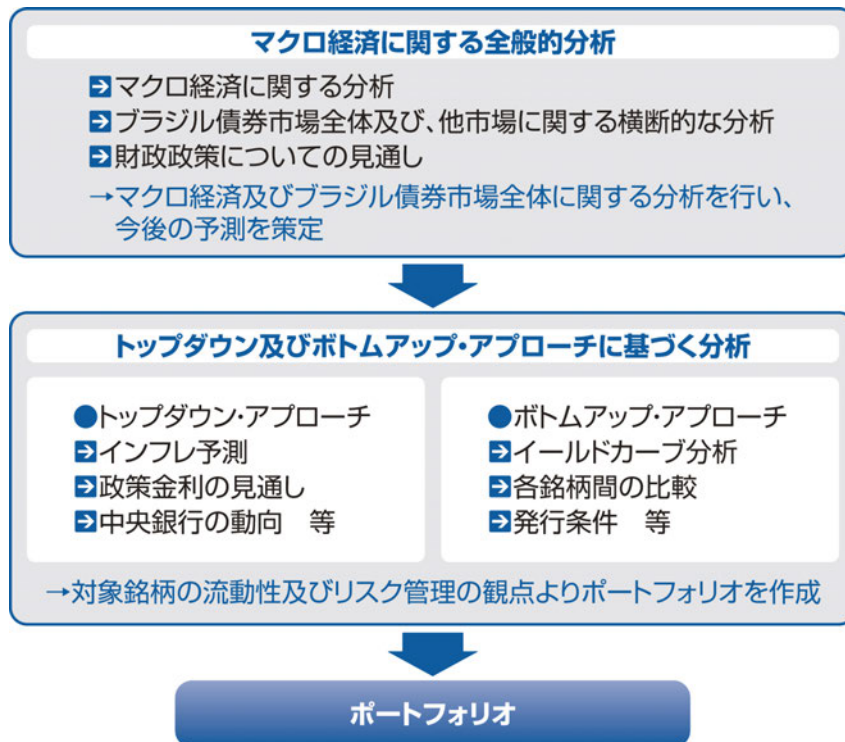 マクロ経済に関する全般的分析
➔マクロ経済に関する分析
➔ブラジル債券市場全体及び、他市場に関する横断的な分析
➔財政政策についての見通し
→マクロ経済及びブラジル債券市場全体に関する分析を行い、
今後の予測を策定
トップダウン及びボトムアップ・アプローチに基づく分析
●トップダウン・アプローチ
➔インフレ予測
➔政策金利の見通し
➔中央銀行の動向　等
●ボトムアップ・アプローチ
➔イールドカーブ分析
➔各銘柄間の比較
➔発行条件　等
→対象銘柄の流動性及びリスク管理の観点よりポートフォリオを作成
ポートフォリオ